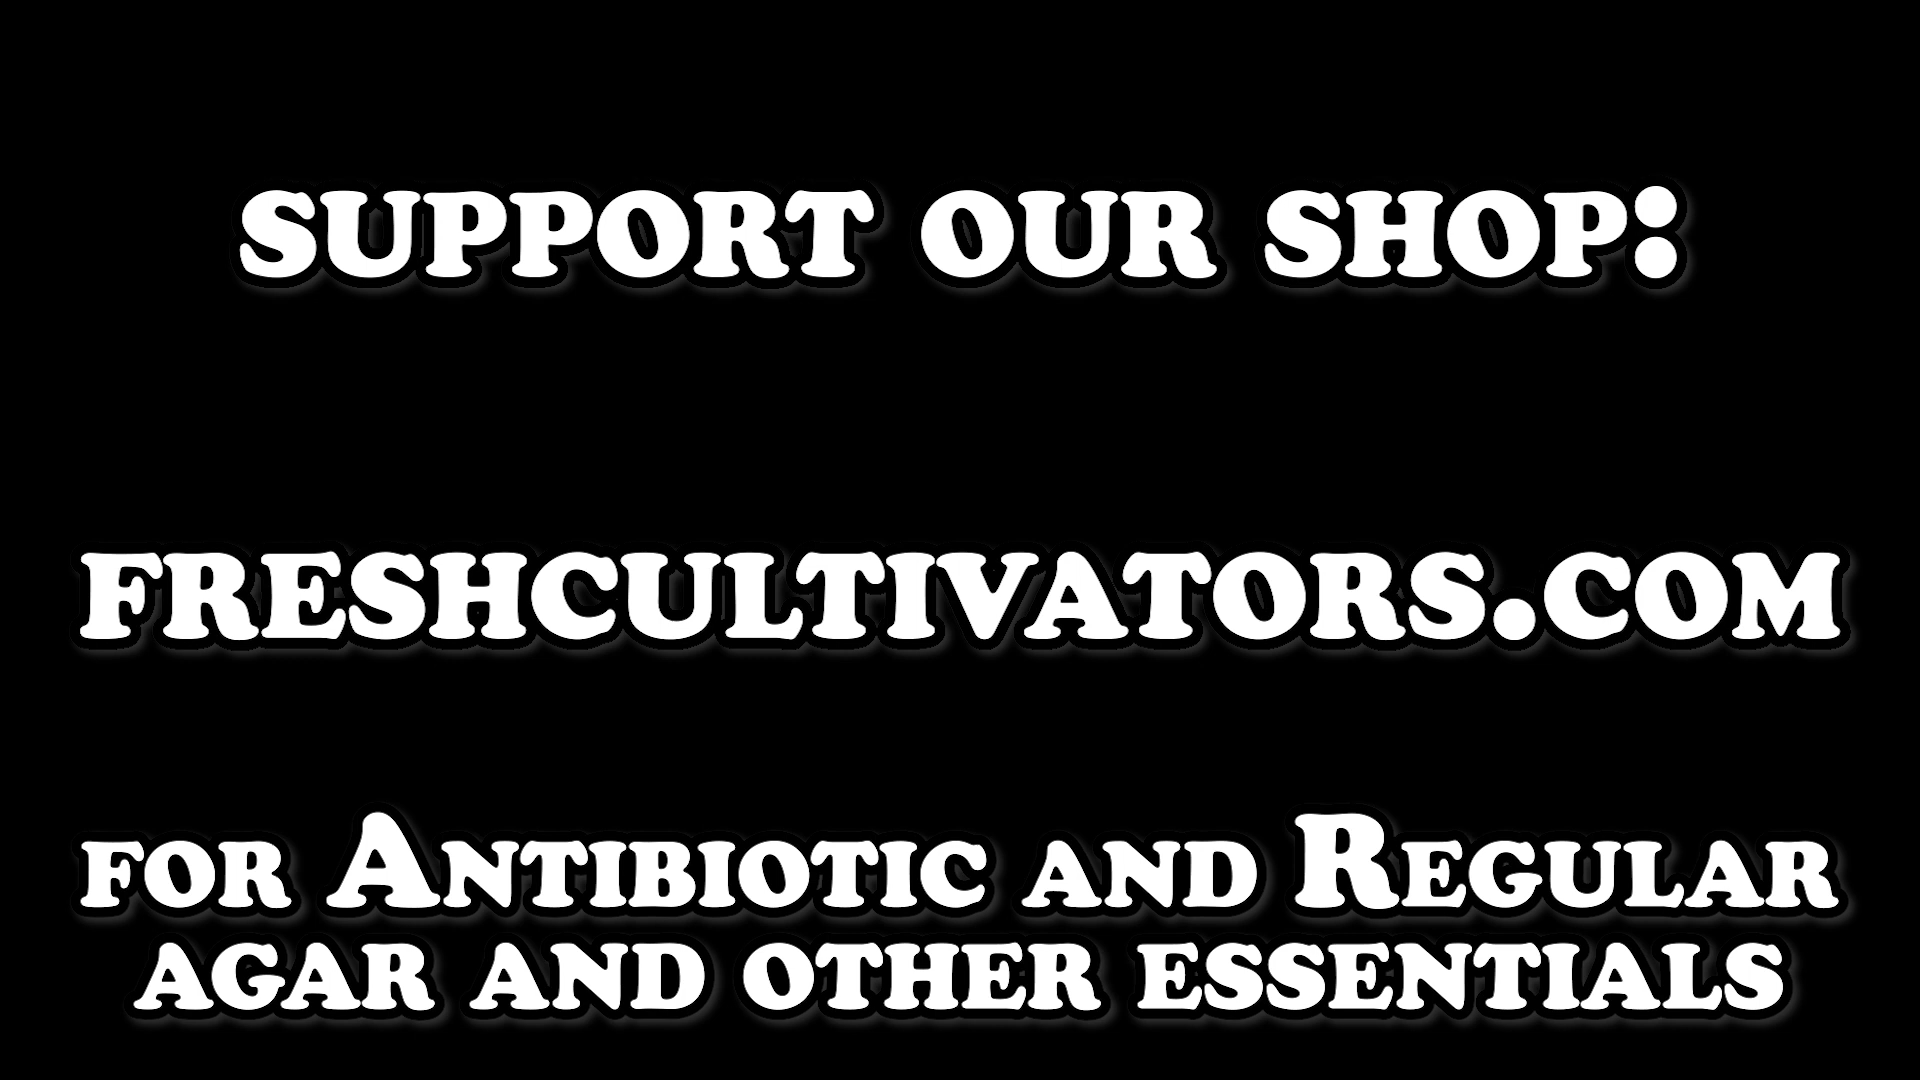 support our shop:
freshcultivators.com
for Antibiotic and Regular
agar and other essentials